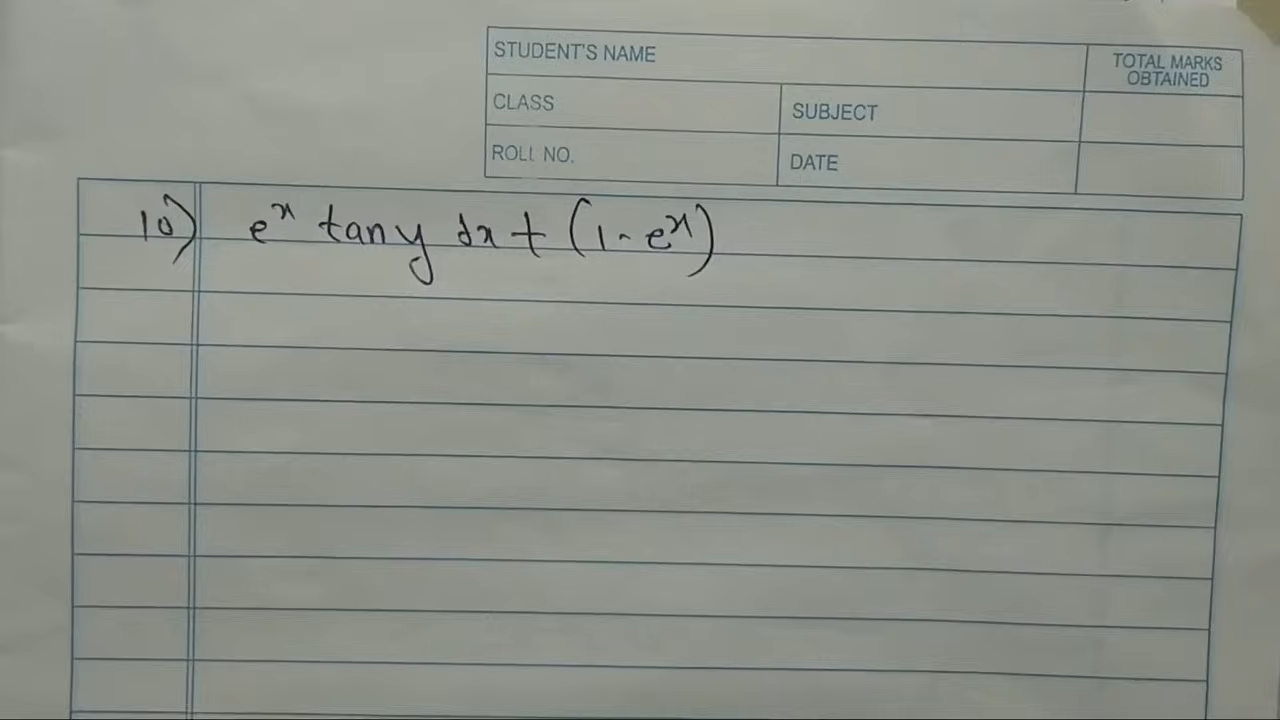 STUDENT'S NAME
TOTAL MARKS
OBTAINED
CLASS
SUBJECT
ROLL NO.
DATE
10) e^x tan y dx + (1 - e^x)